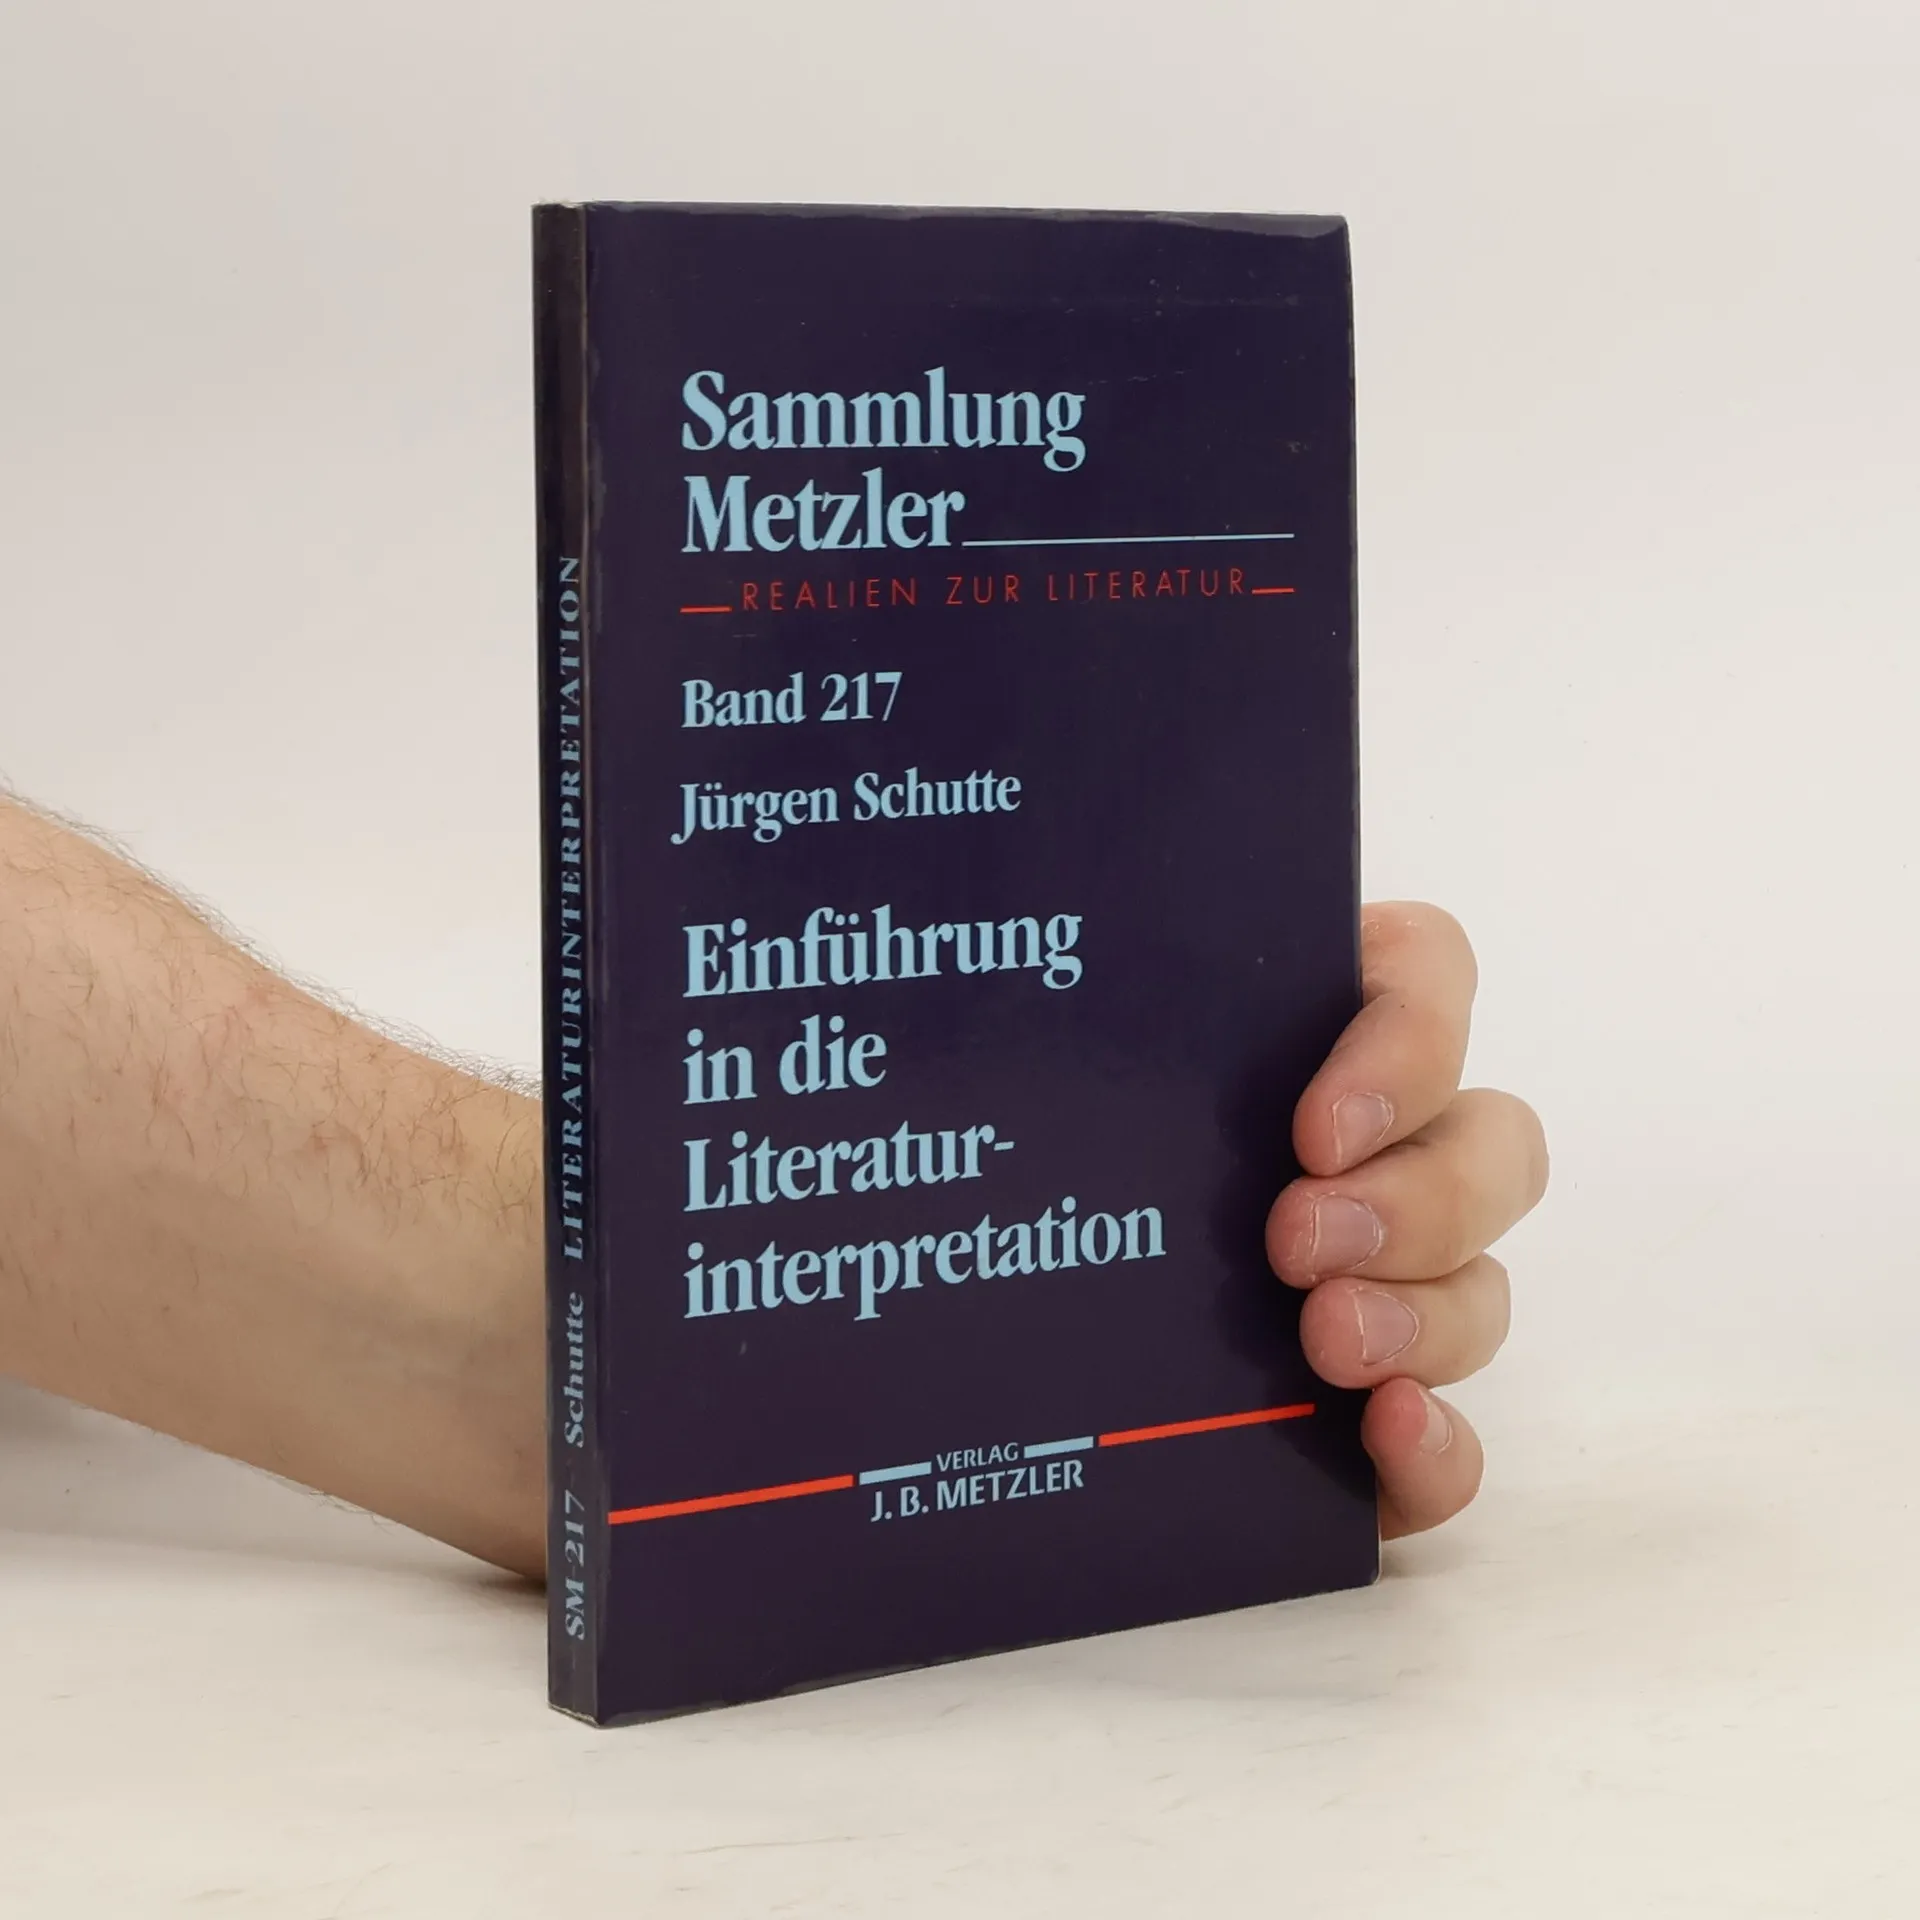 Sammlung
Metzler
REALIEN ZUR LITERATUR
Band 217
Jürgen Schutte
Einführung
in die
Literatur-
interpretation
VERLAG
J. B. METZLER
SM 217 Schutte LITERATURINTERPRETATION